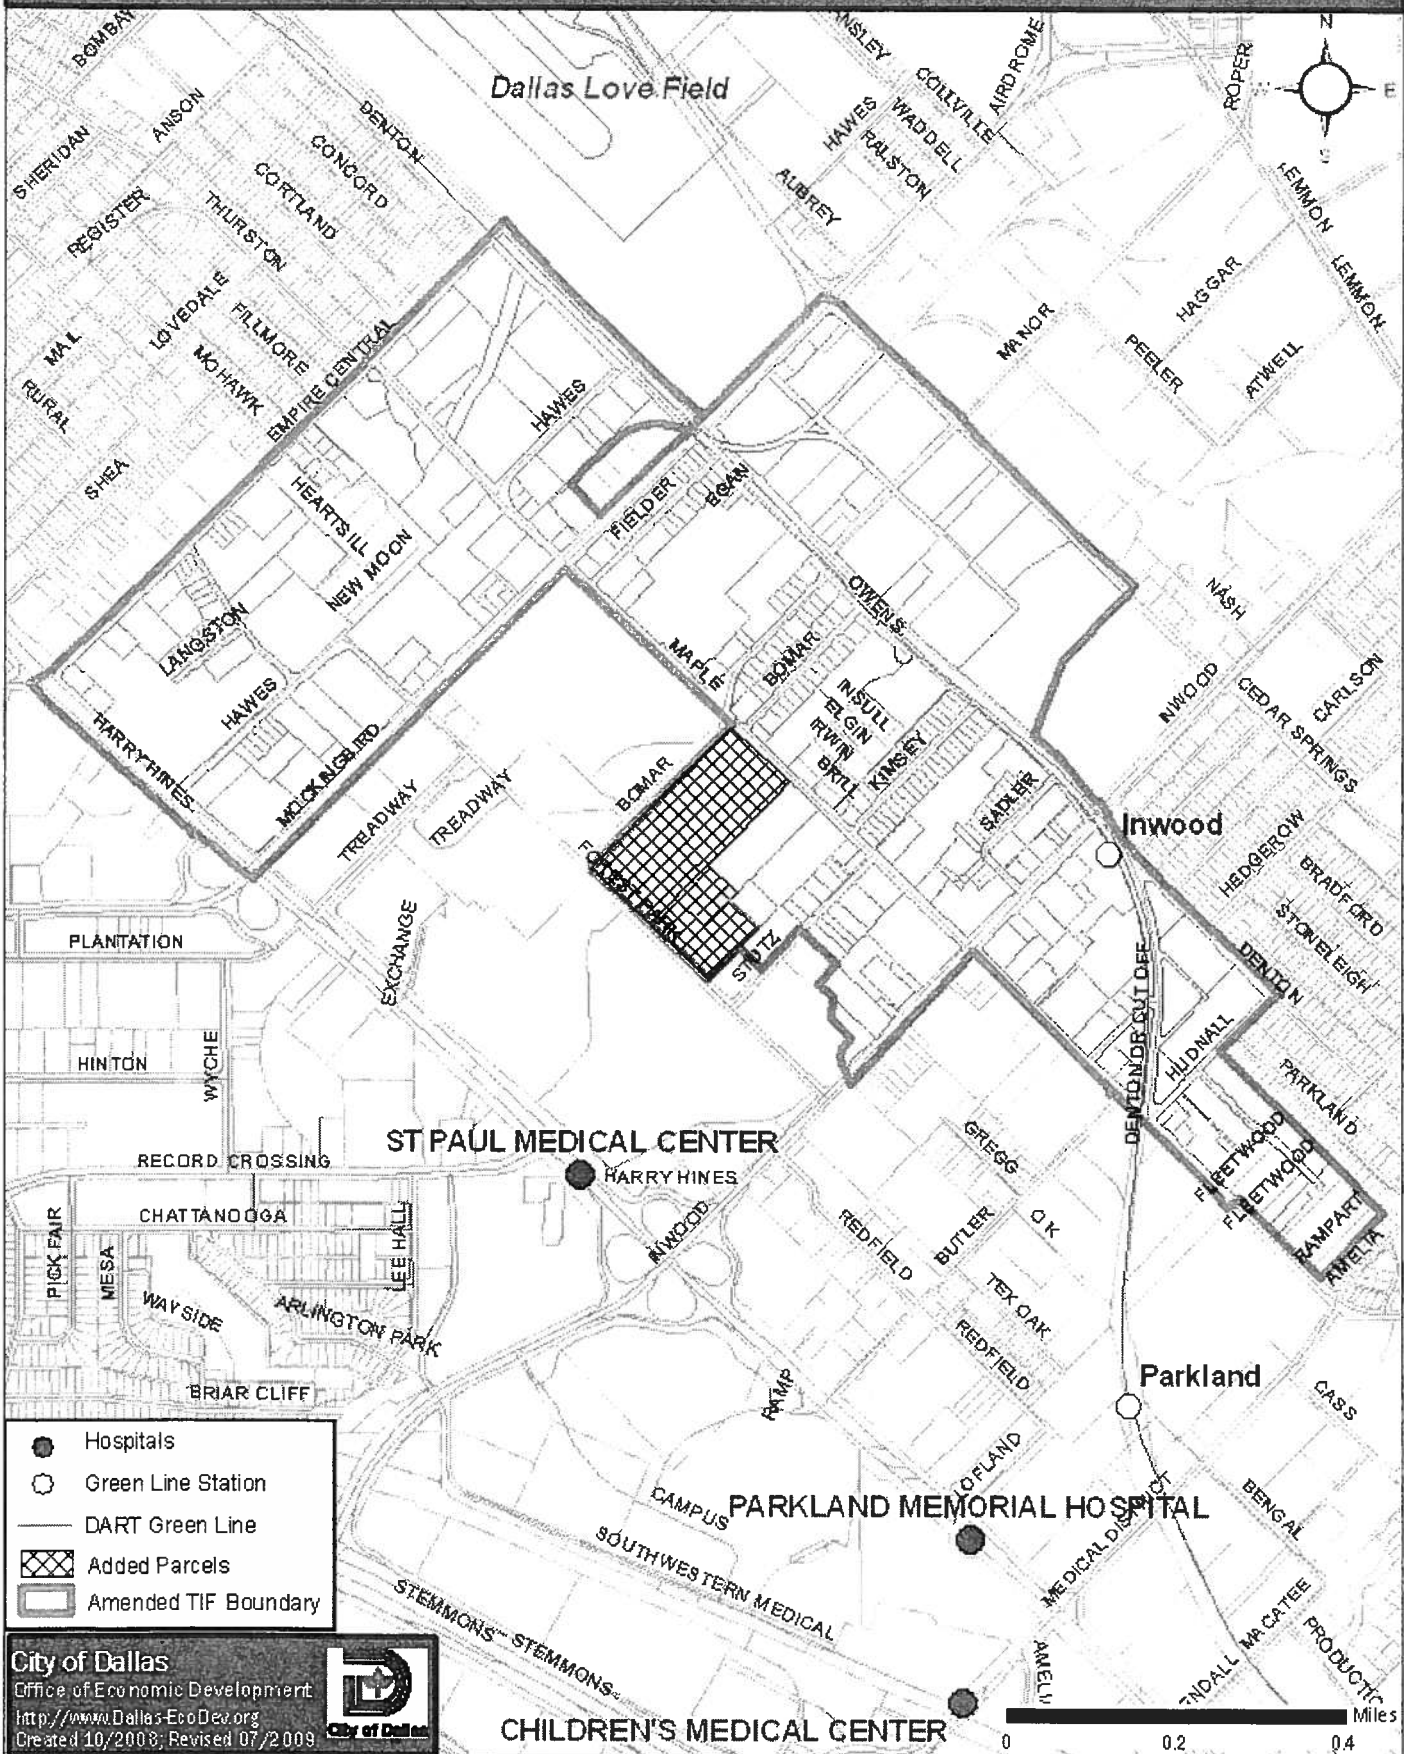 N
W
E
S
Dallas Love Field
BOMBAY
ANSON
SHERIDAN
REGISTER
DENTON
CONCORD
CORTLAND
THURSTON
LOVEDALE
FILLMORE
MOHAWK
MAIL
RURAL
SHEA
EMPIRE CENTRAL
COLLVILLE
AIRDROME
ROPER
HAWES
WADDELL
RALSTON
AUBREY
LEMMON
LEMMON
HAGGAR
MANOR
PEELER
ATWELL
HAWES
HEARTSILL
NEW MOON
FIELDER
EGAN
LANGSTON
HAWES
HARRY HINES
MOCKINGBIRD
MAPLE
BOMAR
OWENS
INSULL
ELGIN
IRWIN
BRILL
KIMSEY
SADLER
NASH
INWOOD
CEDAR SPRINGS
CARLSON
BOMAR
TREADWAY
TREADWAY
FOREST PARK
STUTZ
Inwood
HEDGEROW
BRADFORD
STONELEIGH
DENTON
EXCHANGE
PLANTATION
HINTON
WYCHE
DENTON DR CUT OFF
HUDNALL
PARKLAND
FLEETWOOD
FLEETWOOD
RAMPART
AMELIA
ST PAUL MEDICAL CENTER
HARRY HINES
RECORD CROSSING
CHATTANOOGA
PICKFAIR
MESA
LEE HALL
WAYSIDE
ARLINGTON PARK
BRIAR CLIFF
INWOOD
GREGG
REDFIELD
BUTLER
OK
TEX OAK
REDFIELD
RAMP
Parkland
CASS
LOFLAND
PARKLAND MEMORIAL HOSPITAL
CAMPUS
SOUTHWESTERN MEDICAL
MEDICAL DISTRICT
BENGAL
STEMMONS
STEMMONS
MACATEE
CHILDREN'S MEDICAL CENTER
Hospitals
Green Line Station
DART Green Line
Added Parcels
Amended TIF Boundary
City of Dallas
Office of Economic Development
http://www.Dallas-EcoDev.org
Created 10/2008; Revised 07/2009
City of Dallas
Miles
0
0.2
0.4